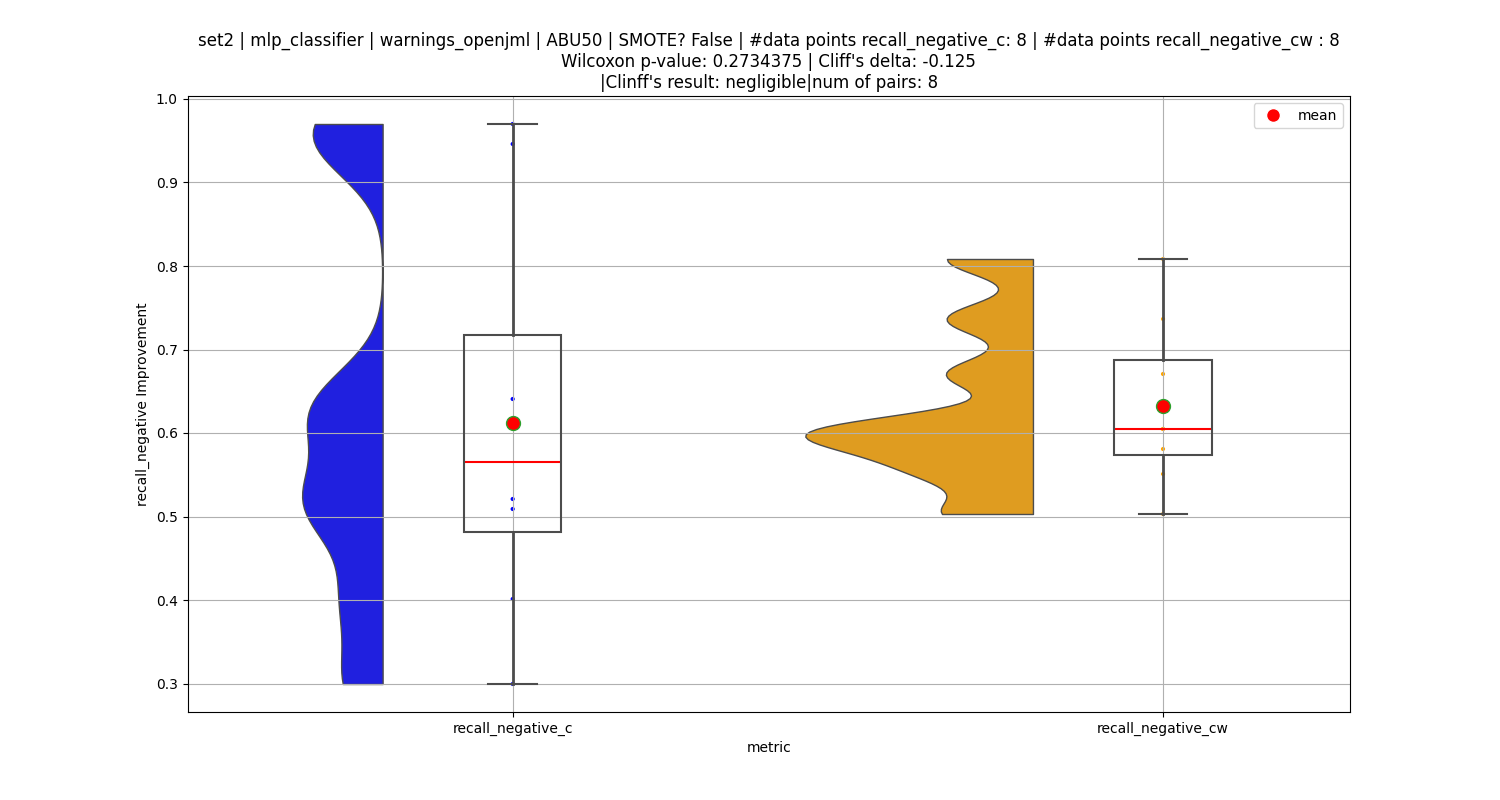 set2 | mlp_classifier | warnings_openjml | ABU50 | SMOTE? False | #data points recall_negative_c: 8 | #data points recall_negative_cw : 8
Wilcoxon p-value: 0.2734375 | Cliff's delta: -0.125
|Clinff's result: negligible|num of pairs: 8
mean
1.0
0.9
0.8
0.7
0.6
0.5
0.4
0.3
recall_negative Improvement
recall_negative_c
recall_negative_cw
metric